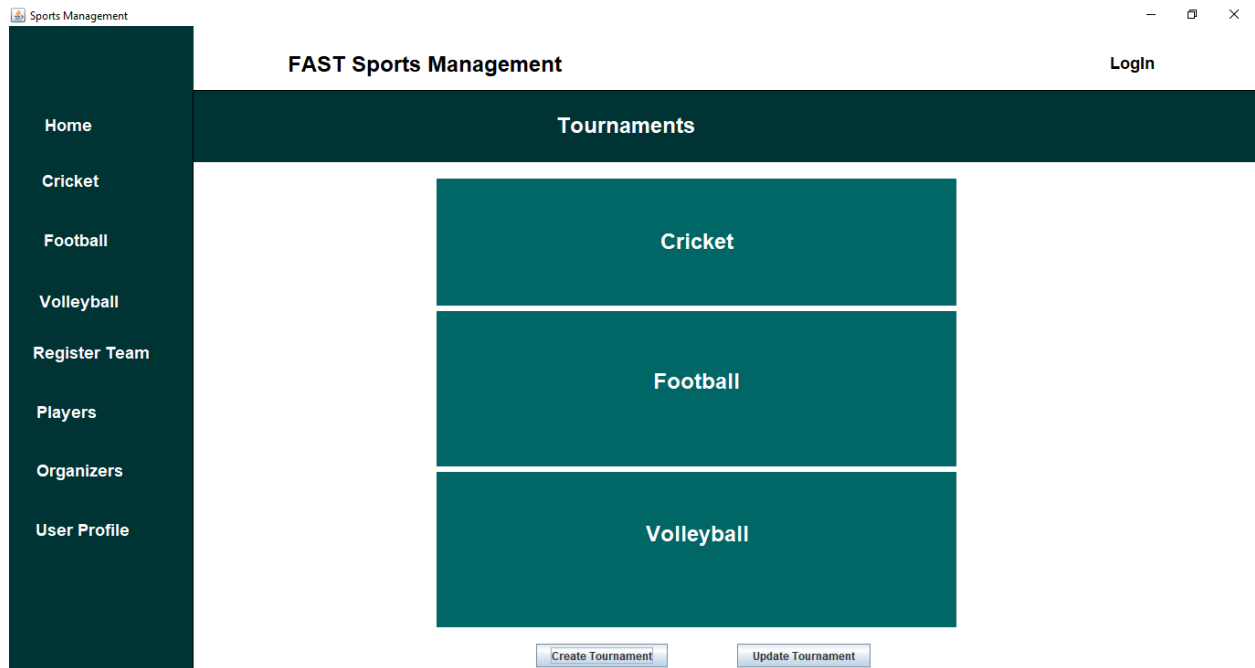 Sports Management
FAST Sports Management
LogIn
Home
Cricket
Football
Volleyball
Register Team
Players
Organizers
User Profile
Tournaments
Cricket
Football
Volleyball
Create Tournament
Update Tournament